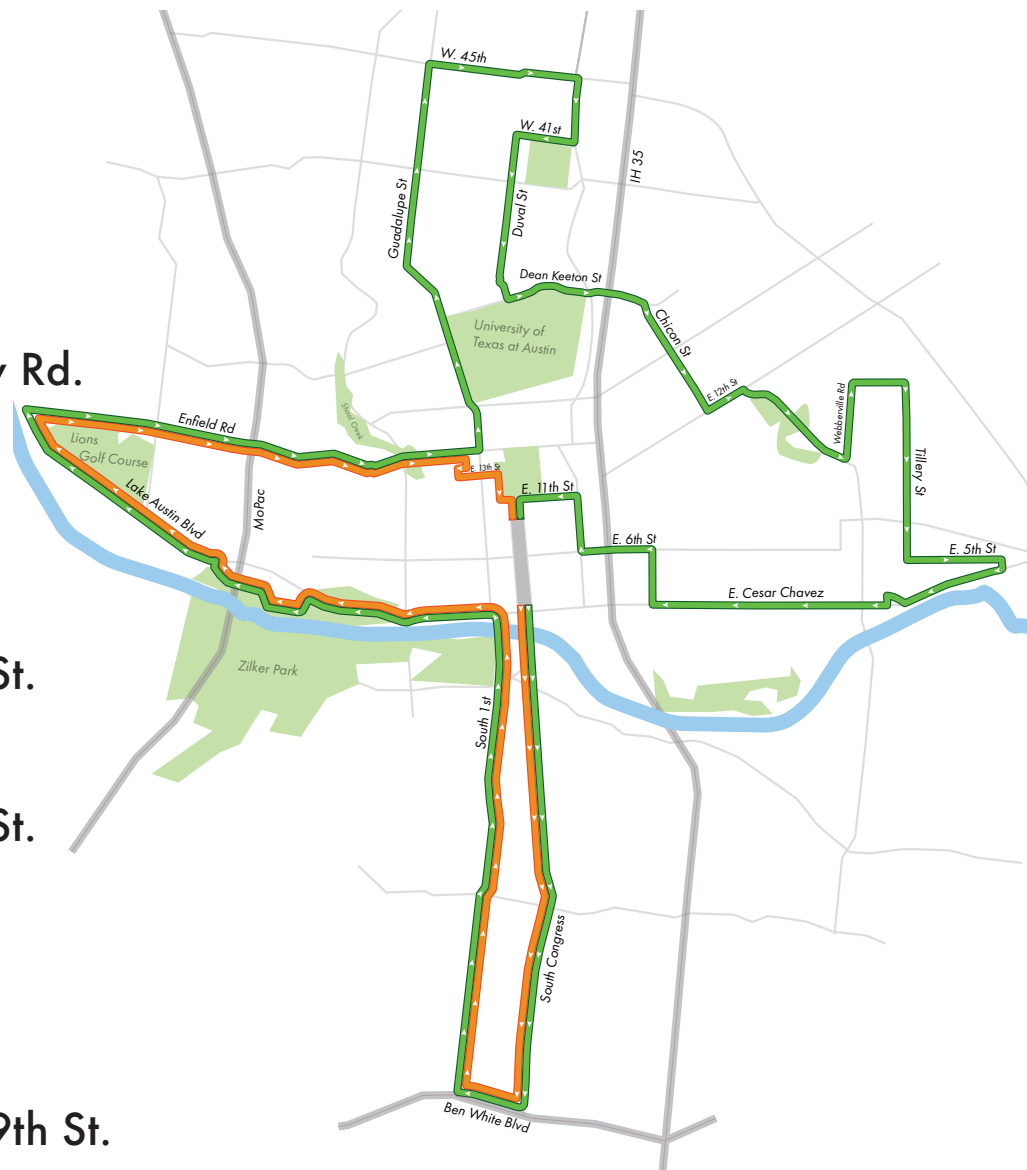 W. 45th
W. 41st
IH 35
Guadalupe St
Duval St
Dean Keeton St
University of
Texas at Austin
Chicon St
y Rd.
E. 12th St
Webberville Rd
Enfield Rd
Shoal Creek
Lions
Golf Course
E. 13th St
Tillery St
Lake Austin Blvd
MoPac
E. 11th St
E. 6th St
E. 5th St
E. Cesar Chavez
Zilker Park
St.
South 1st
St.
South Congress
Ben White Blvd
9th St.